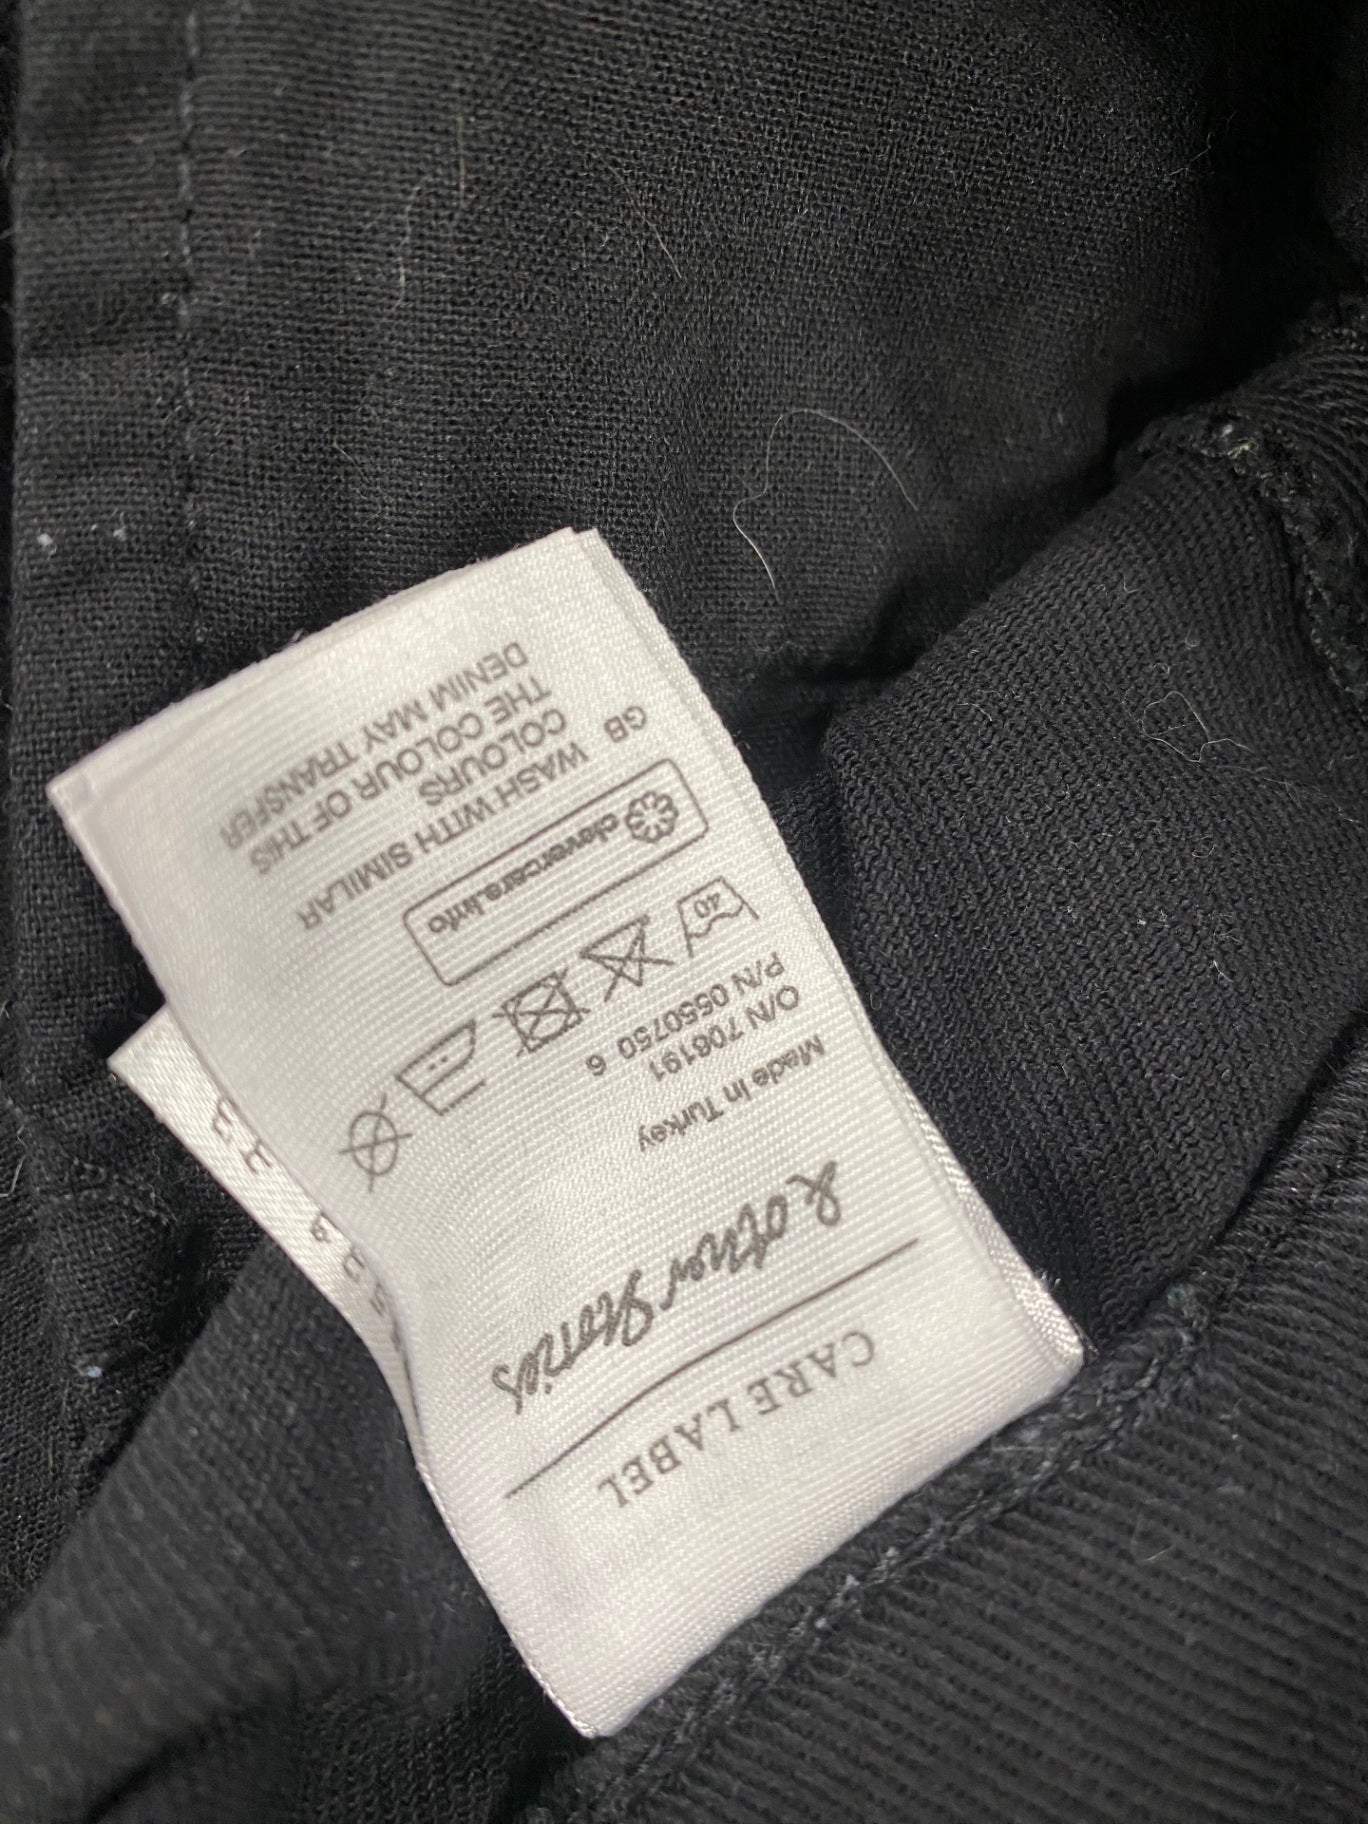 CARE LABEL
& other Stories
Made in Turkey
O/N 706191
P/N 0550750 6
40
clevercare.info
GB
WASH WITH SIMILAR
COLOURS
THE COLOUR OF THIS
DENIM MAY TRANSFER